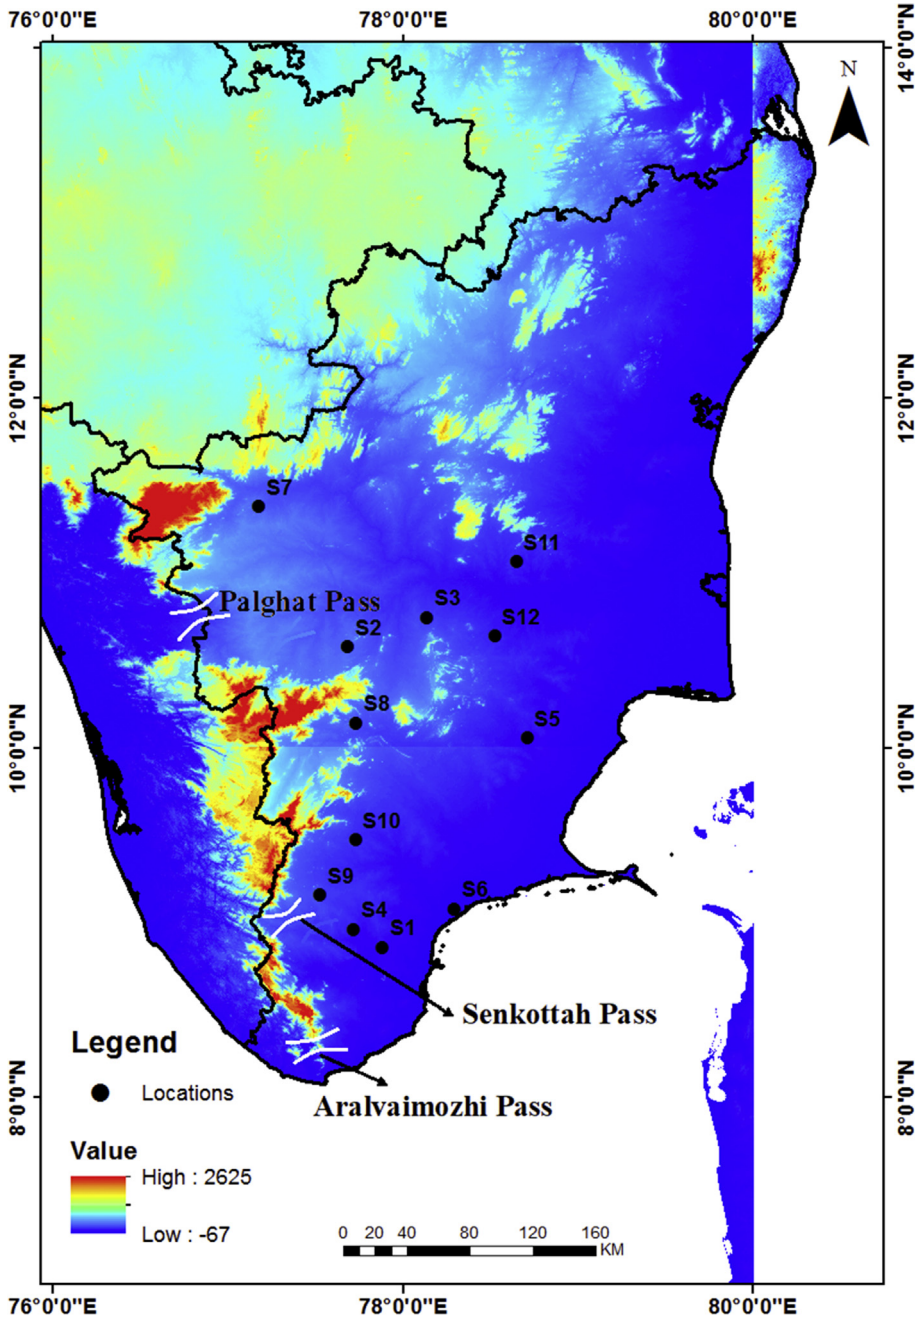 76°0'0"E 78°0'0"E 80°0'0"E
14°0'0"N
N
12°0'0"N 12°0'0"N
S7
S11
Palghat Pass
S3
S12
S2
S8
S5
10°0'0"N 10°0'0"N
S10
S9
S6
S4
S1
Senkottah Pass
Legend
Locations
Aralvaimozhi Pass
8°0'0"N 8°0'0"N
Value
High : 2625
Low : -67
0 20 40 80 120 160
KM
76°0'0"E 78°0'0"E 80°0'0"E